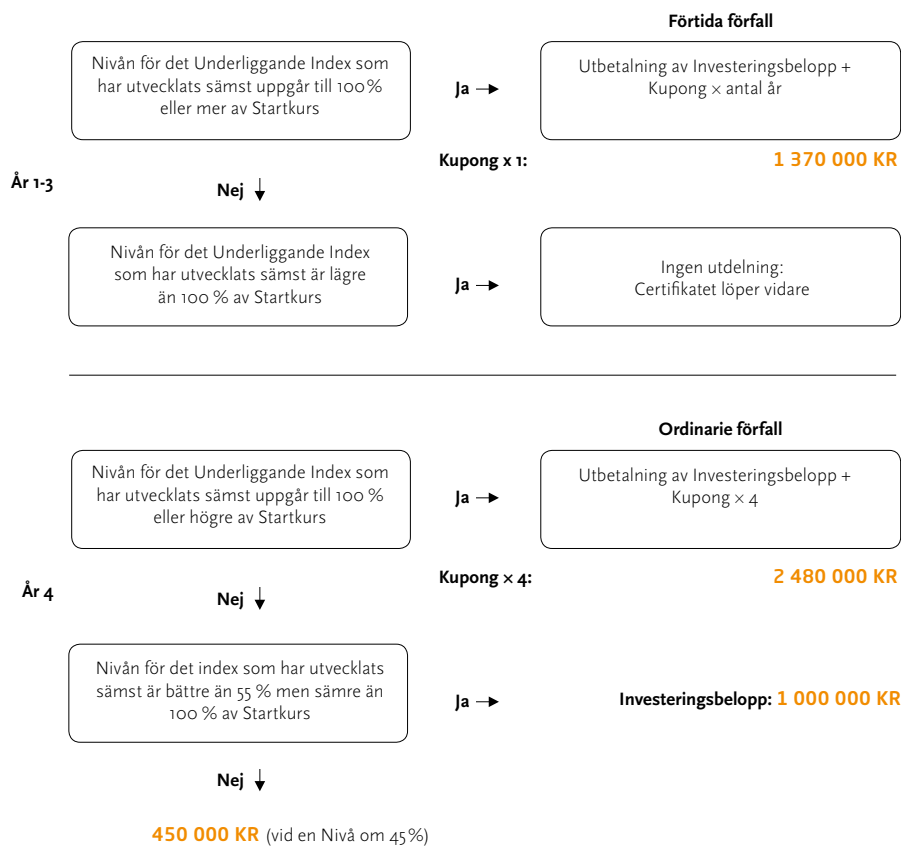 Förtida förfall
Nivån för det Underliggande Index som
har utvecklats sämst uppgår till 100%
eller mer av Startkurs
Ja →
Utbetalning av Investeringsbelopp +
Kupong × antal år
Kupong x 1:
1 370 000 KR
År 1-3
Nej ↓
Nivån för det Underliggande Index
som har utvecklats sämst är lägre
än 100 % av Startkurs
Ja →
Ingen utdelning:
Certifikatet löper vidare
Ordinarie förfall
Nivån för det Underliggande Index som
har utvecklats sämst uppgår till 100 %
eller högre av Startkurs
Ja →
Utbetalning av Investeringsbelopp +
Kupong × 4
Kupong × 4:
2 480 000 KR
År 4
Nej ↓
Nivån för det index som har utvecklats
sämst är bättre än 55 % men sämre än
100 % av Startkurs
Ja →
Investeringsbelopp: 1 000 000 KR
Nej ↓
450 000 KR (vid en Nivå om 45%)